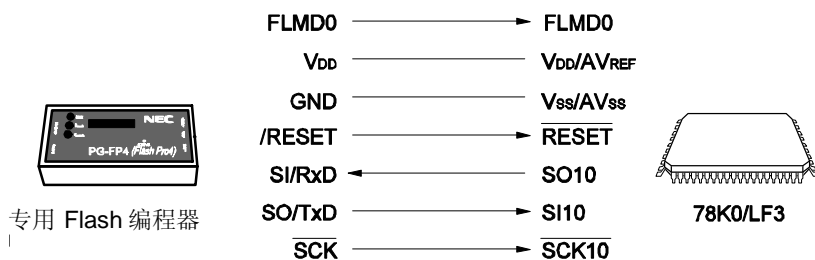 FLMD0 FLMD0
VDD VDD/AVREF
GND VSS/AVSS
NEC
/RESET RESET
PG-FP4 (Flash Pro4)
SI/RxD SO10
SO/TxD SI10
专用 Flash 编程器
78K0/LF3
SCK SCK10